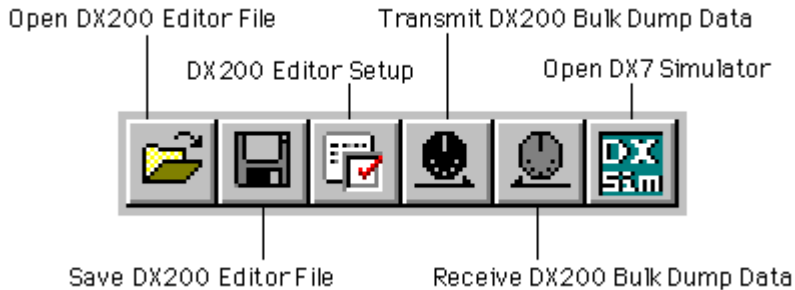 Open DX200 Editor File
Transmit DX200 Bulk Dump Data
DX200 Editor Setup
Open DX7 Simulator
DX
Sim
Save DX200 Editor File
Receive DX200 Bulk Dump Data